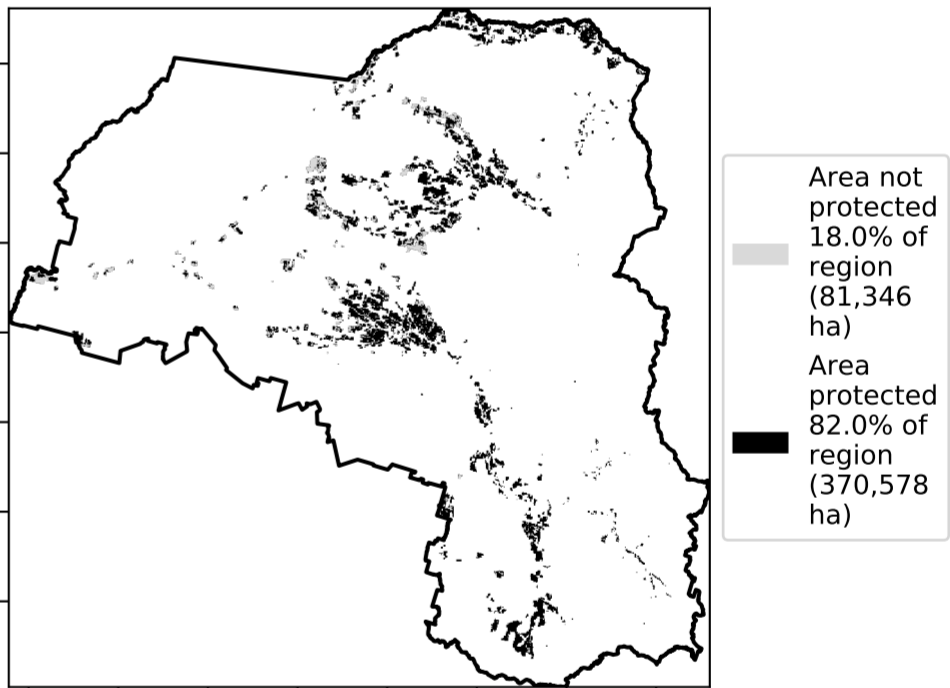 Area not
protected
18.0% of
region
(81,346
ha)
Area
protected
82.0% of
region
(370,578
ha)